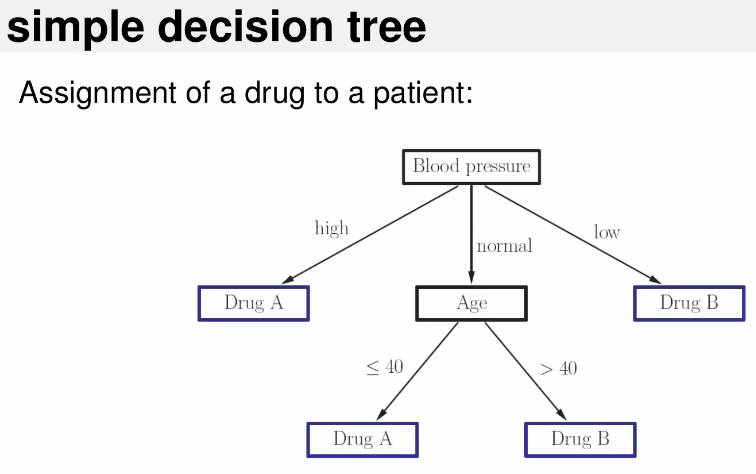 simple decision tree
Assignment of a drug to a patient:
Blood pressure
high
normal
low
Drug A
Age
Drug B
≤ 40
> 40
Drug A
Drug B